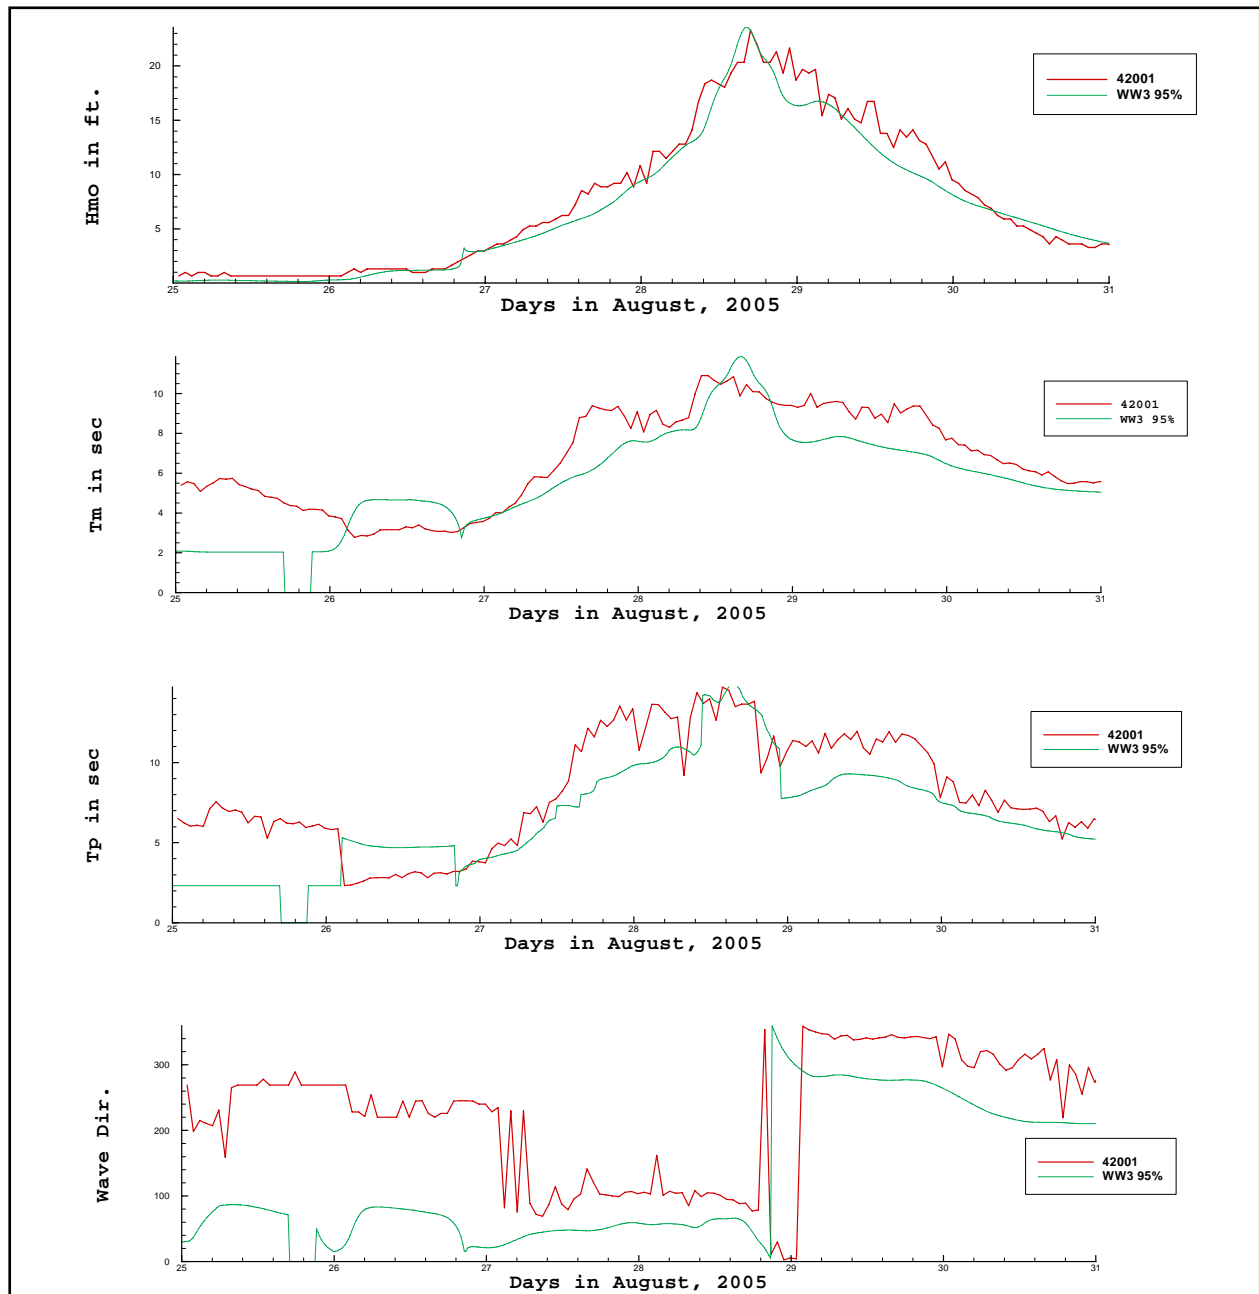 Hmo in ft.
20
15
10
5
25 26 27 28 29 30 31
Days in August, 2005
42001
WW3 95%
Tm in sec
10
8
6
4
2
0
25 26 27 28 29 30 31
Days in August, 2005
42001
WW3 95%
Tp in sec
10
5
0
25 26 27 28 29 30 31
Days in August, 2005
42001
WW3 95%
Wave Dir.
300
200
100
0
25 26 27 28 29 30 31
Days in August, 2005
42001
WW3 95%